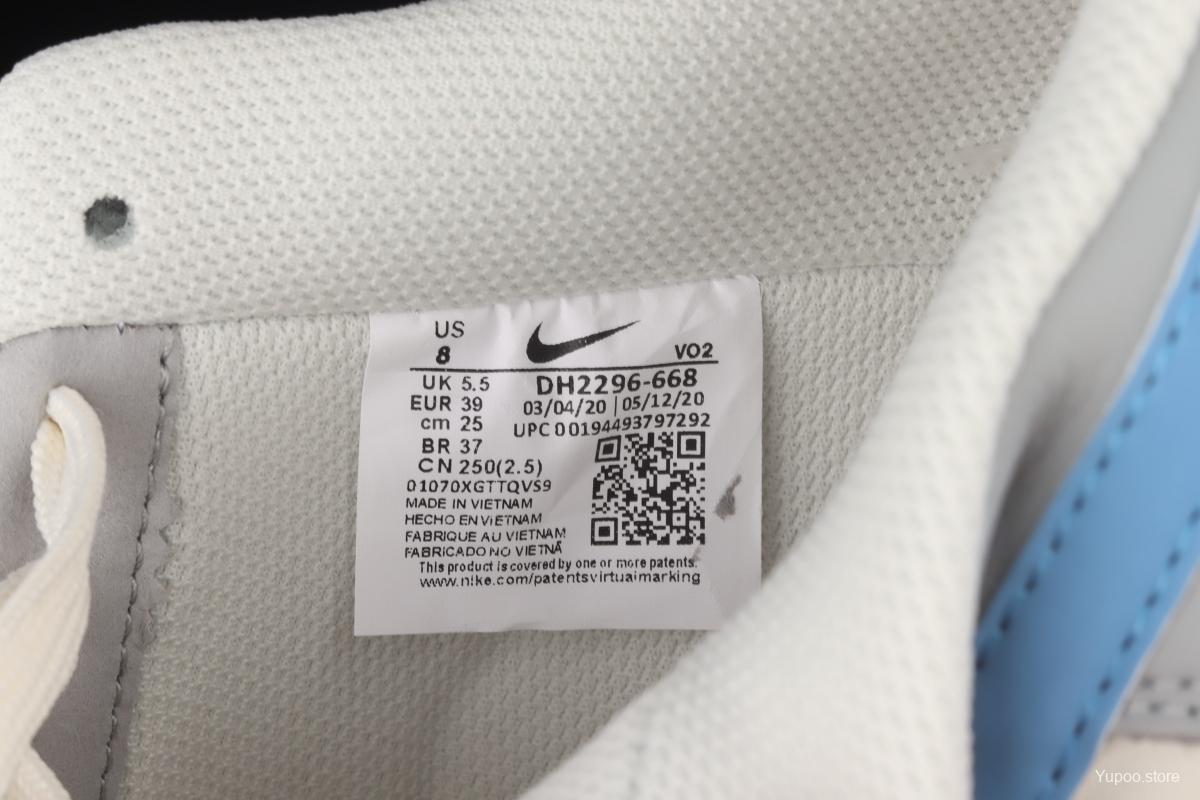 US
8
VO2
UK 5.5
DH2296-668
EUR 39
03/04/20 | 05/12/20
cm 25
UPC 0 0194493797292
BR 37
CN 250(2.5)
01070XGTTQVS9
MADE IN VIETNAM
HECHO EN VIETNAM
FABRIQUE AU VIETNAM
FABRICADO NO VIETNÃ
This product is covered by one or more patents.
www.nike.com/patentsvirtualmarking
Yupoo.store